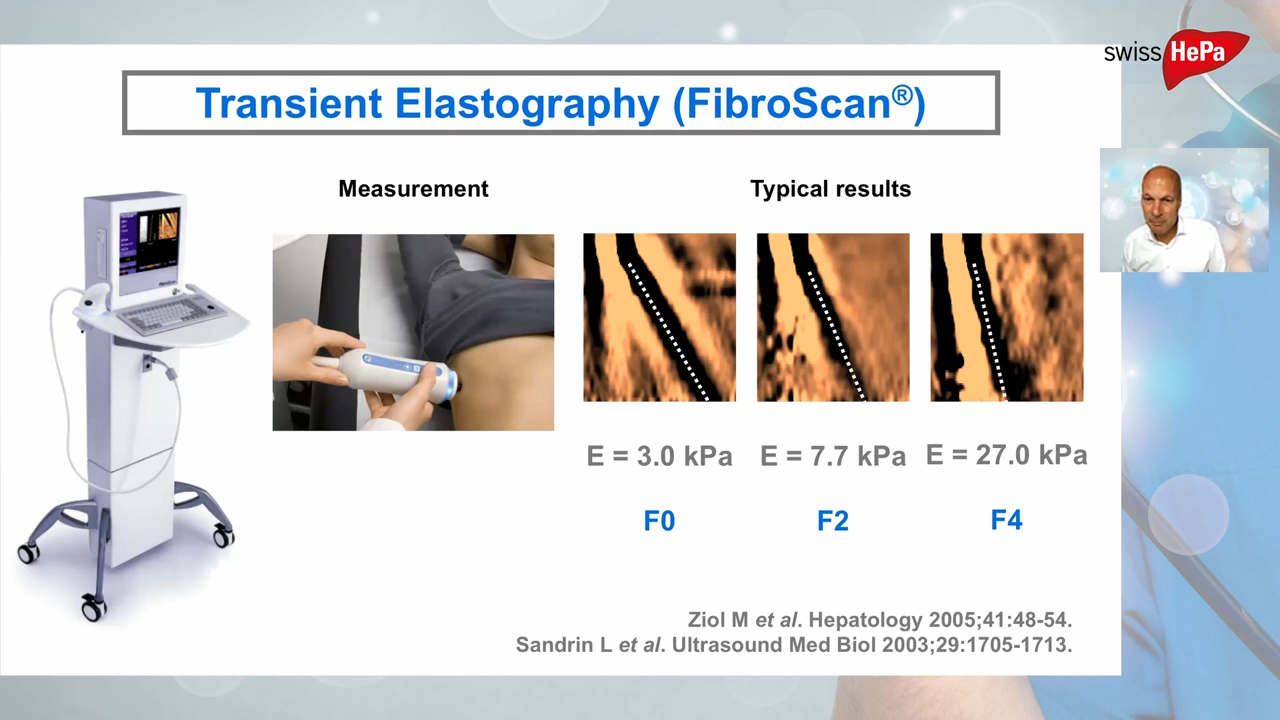 swiss HePa
Transient Elastography (FibroScan®)
Measurement
Typical results
E = 3.0 kPa
E = 7.7 kPa
E = 27.0 kPa
F0
F2
F4
Ziol M et al. Hepatology 2005;41:48-54.
Sandrin L et al. Ultrasound Med Biol 2003;29:1705-1713.